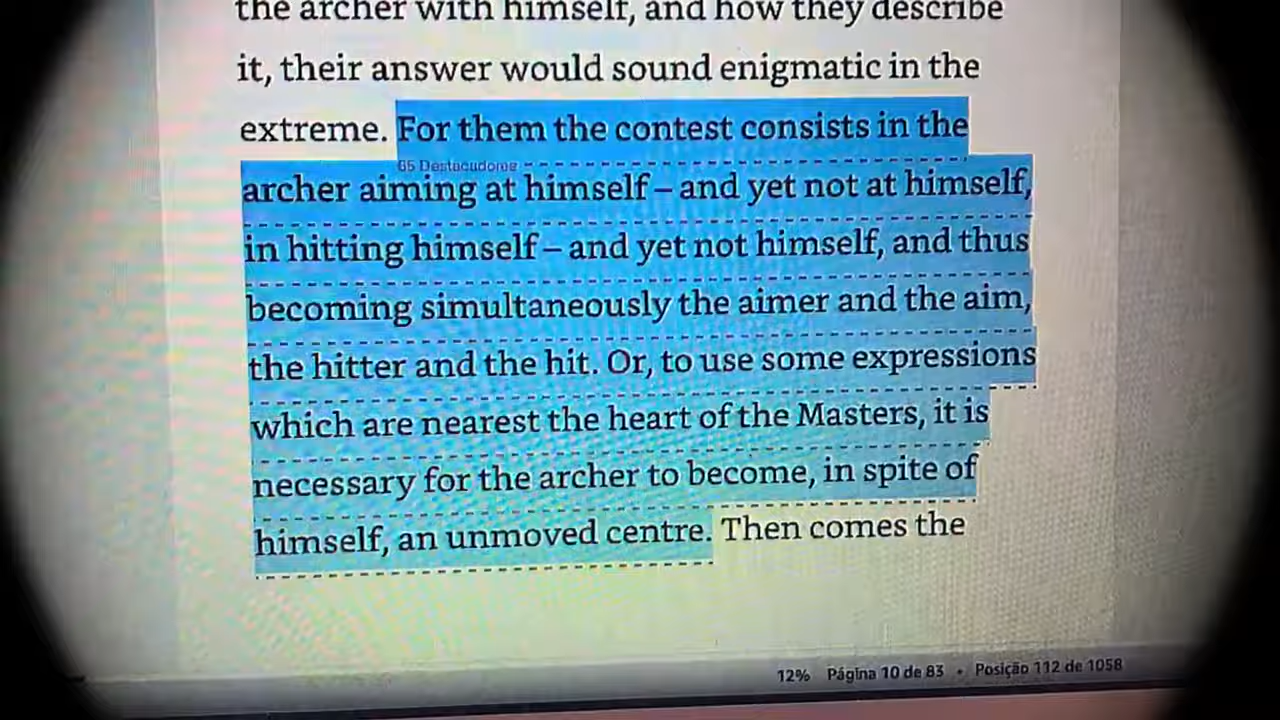 the archer with himself, and how they describe
it, their answer would sound enigmatic in the
extreme. For them the contest consists in the
65 Destacadores
archer aiming at himself – and yet not at himself,
in hitting himself – and yet not himself, and thus
becoming simultaneously the aimer and the aim,
the hitter and the hit. Or, to use some expressions
which are nearest the heart of the Masters, it is
necessary for the archer to become, in spite of
himself, an unmoved centre. Then comes the
12% Página 10 de 83 • Posição 112 de 1058